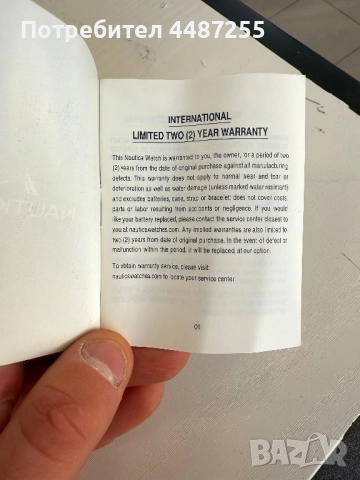 Потребител 4487255
INTERNATIONAL
LIMITED TWO (2) YEAR WARRANTY
This Nautica Watch is warranted to you, the owner, for a period of two
(2) years from the date of original purchase against all manufacturing
defects. This warranty does not apply to normal wear and tear or
deterioration as well as water damage (unless marked water resistant)
and excludes batteries, case, strap or bracelet; does not cover costs,
parts or labor required from accidents or negligence. If you would
like your battery replaced, please contact the service center closest to
you at nauticawatches.com. Any implied warranties are also limited to
two (2) years from date of original purchase. In the event of defect or
malfunction within this period, it will be replaced, at our option.
To obtain warranty service, please visit:
nauticawatches.com to locate your service center.
01
NAUTIC
BAZAR
bg